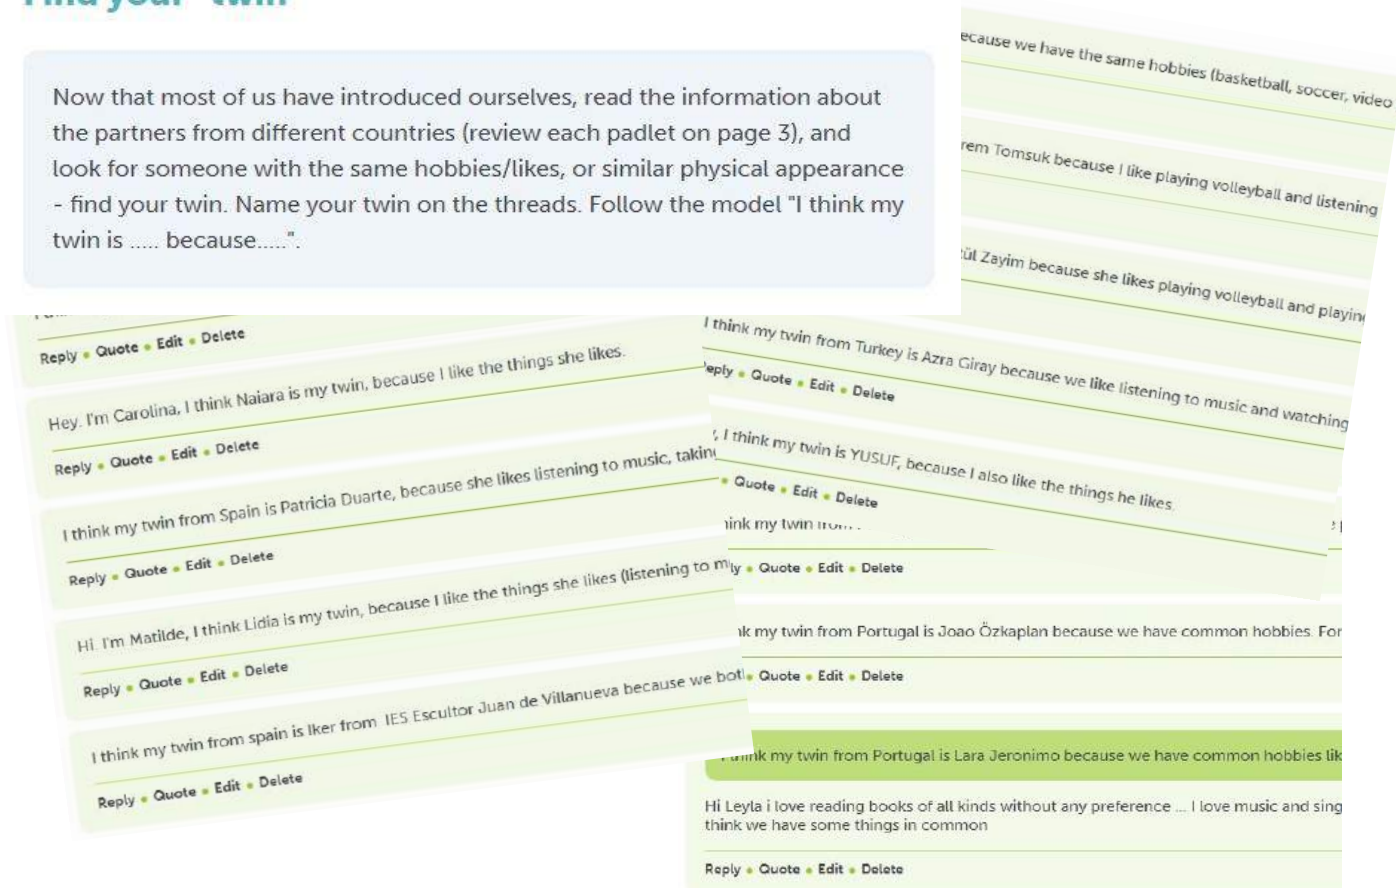 Find your "twin"
Now that most of us have introduced ourselves, read the information about
the partners from different countries (review each padlet on page 3), and
look for someone with the same hobbies/likes, or similar physical appearance
- find your twin. Name your twin on the threads. Follow the model "I think my
twin is ..... because.....".
Reply • Quote • Edit • Delete
Hey. I'm Carolina, I think Naiara is my twin, because I like the things she likes.
Reply • Quote • Edit • Delete
I think my twin from Spain is Patricia Duarte, because she likes listening to music,
Reply • Quote • Edit • Delete
Hi. I'm Matilde, I think Lidia is my twin, because I like the things she likes (listening to
Reply • Quote • Edit • Delete
I think my twin from spain is Iker from IES Escultor Juan de Villanueva because we
Reply • Quote • Edit • Delete
because we have the same hobbies (basketball, soccer, video
Tomsuk because I like playing volleyball and listening
Zayim because she likes playing volleyball and
I think my twin from Turkey is Azra Giray because we like listening to music and watching
Reply • Quote • Edit • Delete
I think my twin is YUSUF, because I also like the things he likes.
• Quote • Edit • Delete
my twin
• Quote • Edit • Delete
my twin from Portugal is Joao Özkaplan because we have common hobbies. For
• Quote • Edit • Delete
think my twin from Portugal is Lara Jeronimo because we have common hobbies
Hi Leyla i love reading books of all kinds without any preference ... I love music and
think we have some things in common
Reply • Quote • Edit • Delete